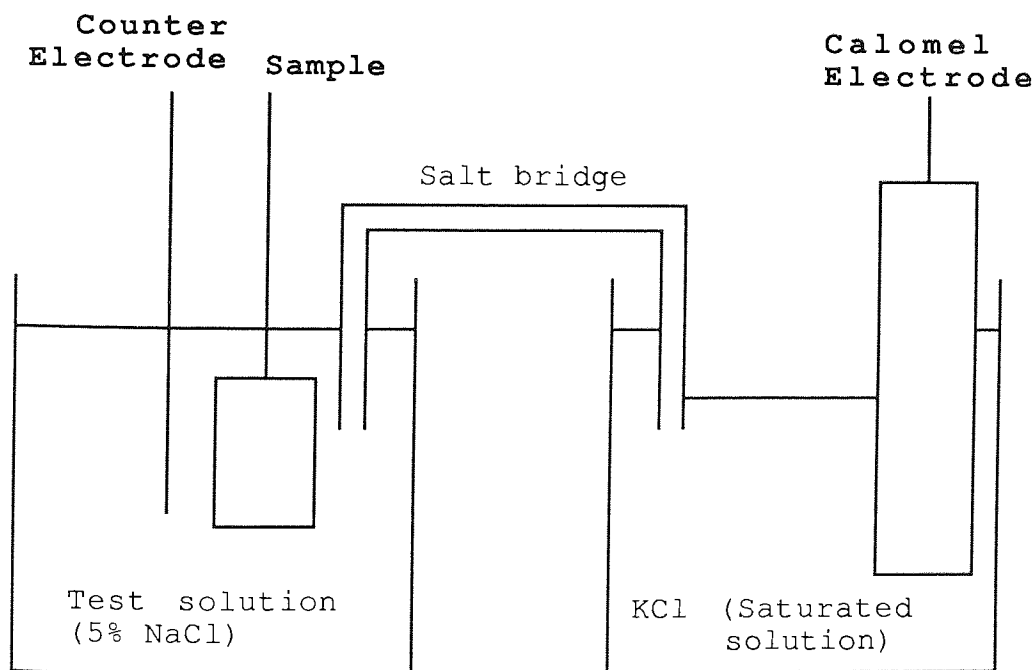 Counter
Electrode
Sample
Calomel
Electrode
Salt bridge
Test solution
(5% NaCl)
KCl (Saturated
solution)